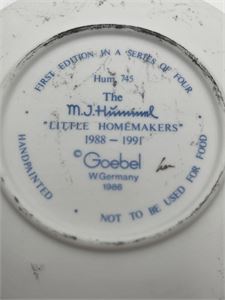 FIRST EDITION IN A SERIES OF FOUR
Hum 745
The
M.J.Hummel
"LITTLE HOMEMAKERS"
1988 – 1991
© Goebel
W.Germany
1986
HANDPAINTED • NOT TO BE USED FOR FOOD •